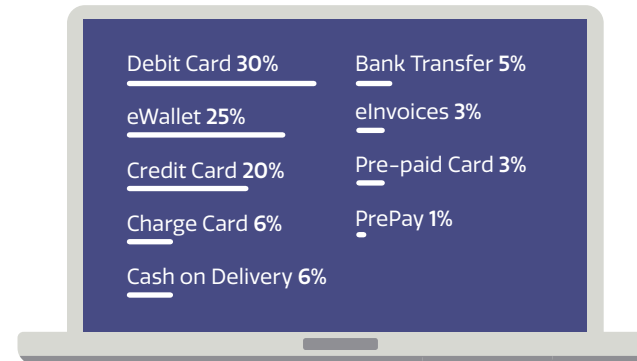 Debit Card 30%
eWallet 25%
Credit Card 20%
Charge Card 6%
Cash on Delivery 6%
Bank Transfer 5%
eInvoices 3%
Pre-paid Card 3%
PrePay 1%